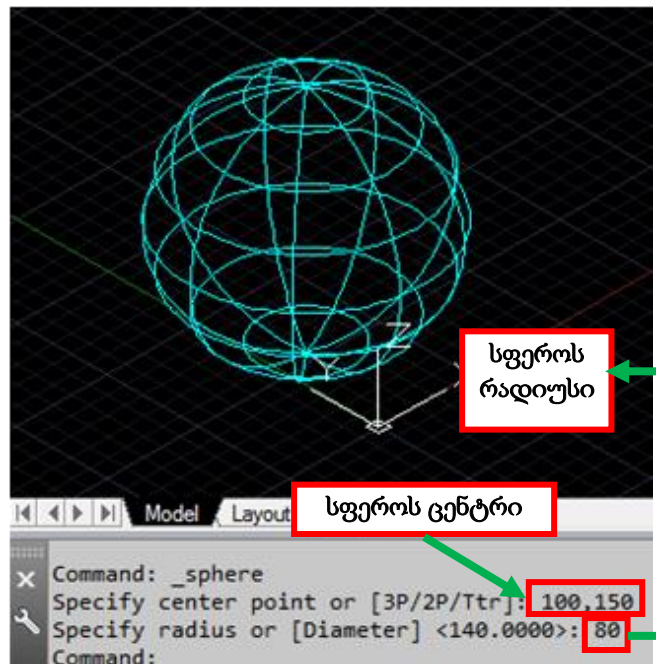 Z
Y
სფეროს
რადიუსი
სფეროს ცენტრი
Model Layout
Command: _sphere
Specify center point or [3P/2P/Ttr]: 100,150
Specify radius or [Diameter] <140.0000>: 80
Command: